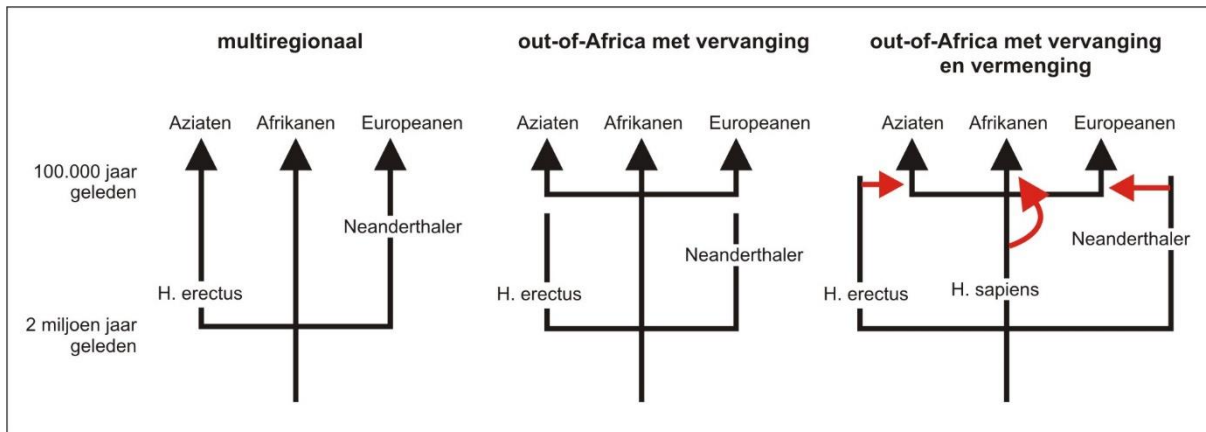 multiregionaal
Aziaten Afrikanen Europeanen
100.000 jaar
geleden
Neanderthaler
H. erectus
2 miljoen jaar
geleden
out-of-Africa met vervanging
Aziaten Afrikanen Europeanen
Neanderthaler
H. erectus
out-of-Africa met vervanging
en vermenging
Aziaten Afrikanen Europeanen
Neanderthaler
H. erectus H. sapiens